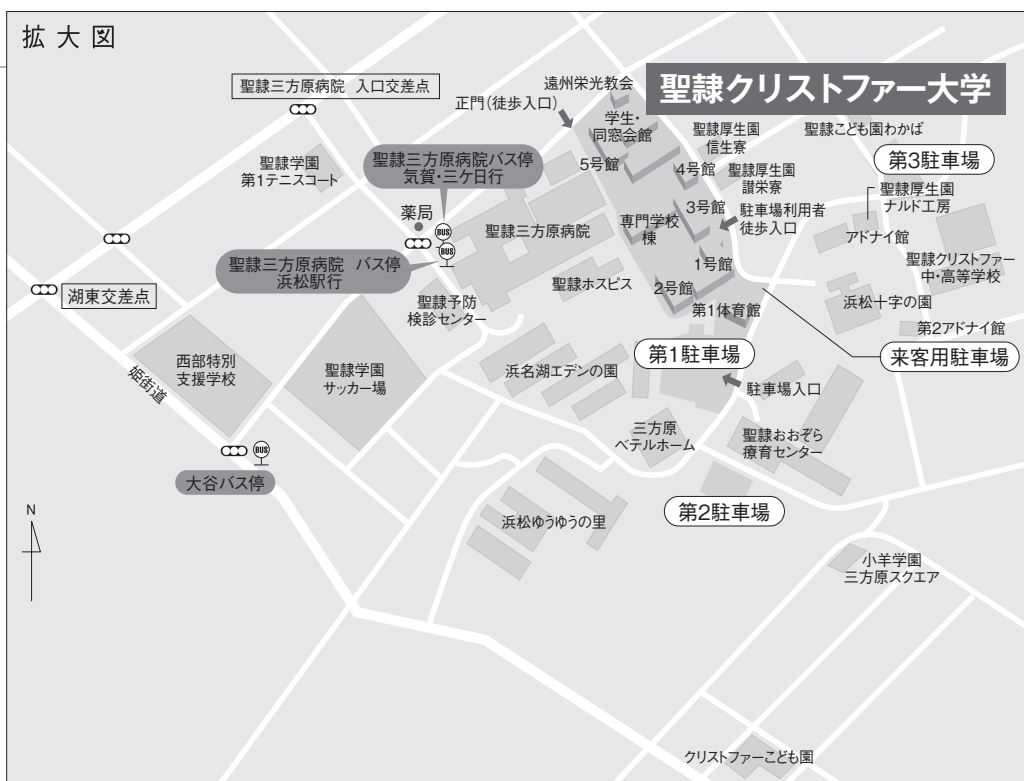 拡大図
聖隷クリストファー大学
聖隷三方原病院 入口交差点
遠州栄光教会
正門(徒歩入口)
学生・
同窓会館
聖隷厚生園
信生寮
聖隷こども園わかば
第3駐車場
聖隷学園
第1テニスコート
聖隷三方原病院バス停
気賀・三ケ日行
5号館
4号館
聖隷厚生園
讃栄寮
聖隷厚生園
ナルド工房
薬局
BUS
BUS
聖隷三方原病院
専門学校
棟
3号館
駐車場利用者
徒歩入口
アドナイ館
聖隷三方原病院 バス停
浜松駅行
1号館
聖隷クリストファー
中・高等学校
湖東交差点
聖隷予防
検診センター
聖隷ホスピス
2号館
第1体育館
浜松十字の園
第2アドナイ館
西部特別
支援学校
聖隷学園
サッカー場
浜名湖エデンの園
第1駐車場
来客用駐車場
姫街道
駐車場入口
三方原
ベテルホーム
聖隷おおぞら
療育センター
BUS
大谷バス停
浜松ゆうゆうの里
第2駐車場
N
小羊学園
三方原スクエア
クリストファーこども園